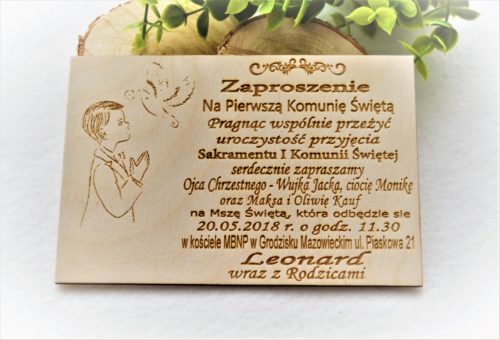 Zaproszenie
Na Pierwszą Komunię Świętą
Pragnąc wspólnie przeżyć
uroczystość przyjęcia
Sakramentu I Komunii Świętej
serdecznie zapraszamy
Ojca Chrzestnego - Wujka Jacka, ciocię Monikę
oraz Maksa i Oliwię Kauf
na Mszę Świętą, która odbędzie sie
20.05.2018 r. o godz. 11.30
w kościele MBNP w Grodzisku Mazowieckim ul. Piaskowa 21
Leonard
wraz z Rodzicami